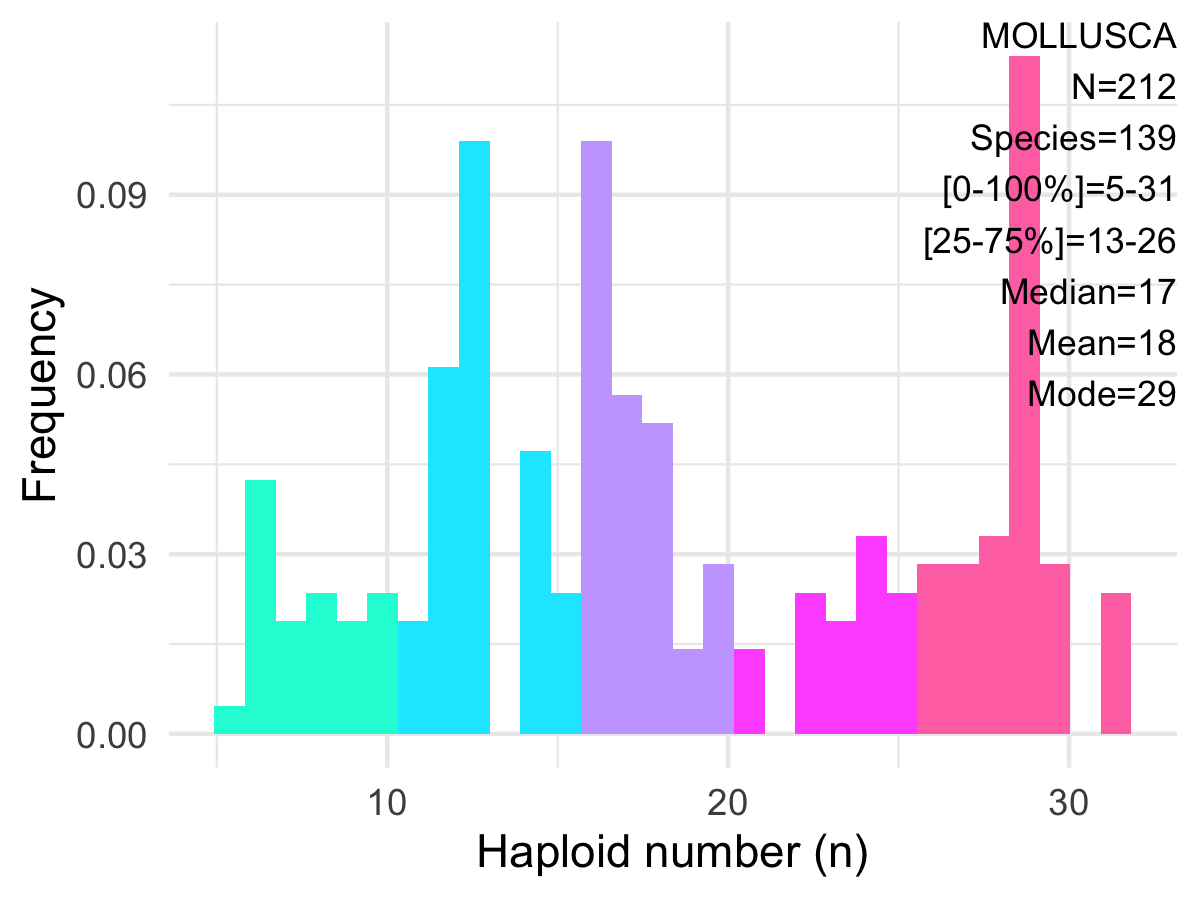 MOLLUSCA
N=212
Species=139
[0-100%]=5-31
[25-75%]=13-26
Median=17
Mean=18
Mode=29
Frequency
0.09
0.06
0.03
0.00
10 20 30
Haploid number (n)